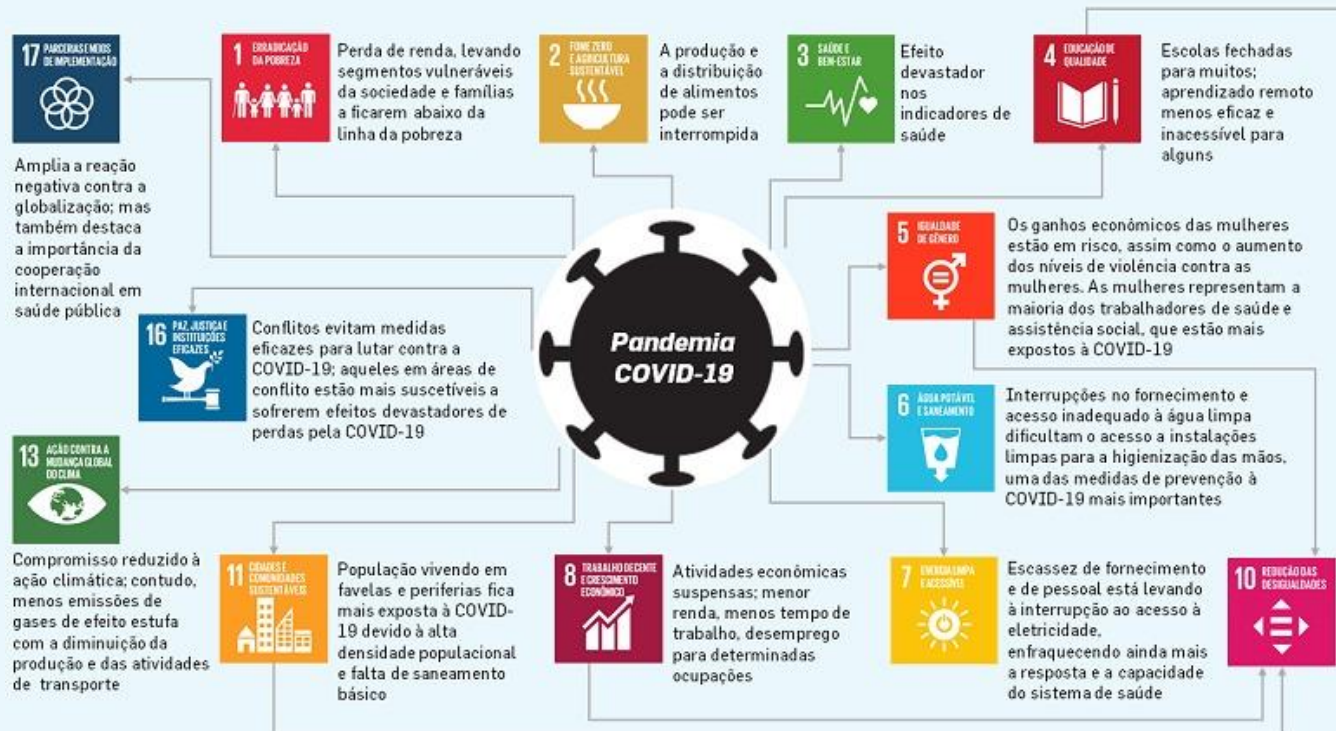 17 PARCERIAS E MEIOS
DE IMPLEMENTAÇÃO
Amplia a reação
negativa contra a
globalização; mas
também destaca
a importância da
cooperação
internacional em
saúde pública
1 ERRADICAÇÃO
DA POBREZA
Perda de renda, levando
segmentos vulneráveis
da sociedade e famílias
a ficarem abaixo da
linha da pobreza
2 FOME ZERO
E AGRICULTURA
SUSTENTÁVEL
A produção e
a distribuição
de alimentos
pode ser
interrompida
3 SAÚDE E
BEM-ESTAR
Efeito
devastador
nos
indicadores de
saúde
4 EDUCAÇÃO DE
QUALIDADE
Escolas fechadas
para muitos;
aprendizado remoto
menos eficaz e
inacessível para
alguns
5 IGUALDADE
DE GÊNERO
Os ganhos econômicos das mulheres
estão em risco, assim como o aumento
dos níveis de violência contra as
mulheres. As mulheres representam a
maioria dos trabalhadores de saúde e
assistência social, que estão mais
expostos à COVID-19
16 PAZ, JUSTIÇA E
INSTITUIÇÕES
EFICAZES
Conflitos evitam medidas
eficazes para lutar contra a
COVID-19; aqueles em áreas de
conflito estão mais suscetíveis a
sofrerem efeitos devastadores de
perdas pela COVID-19
Pandemia
COVID-19
6 ÁGUA POTÁVEL
E SANEAMENTO
Interrupções no fornecimento e
acesso inadequado à água limpa
dificultam o acesso a instalações
limpas para a higienização das mãos,
uma das medidas de prevenção à
COVID-19 mais importantes
13 AÇÃO CONTRA A
MUDANÇA GLOBAL
DO CLIMA
Compromisso reduzido à
ação climática; contudo,
menos emissões de
gases de efeito estufa
com a diminuição da
produção e das atividades
de transporte
11 CIDADES E
COMUNIDADES
SUSTENTÁVEIS
População vivendo em
favelas e periferias fica
mais exposta à COVID-
19 devido à alta
densidade populacional
e falta de saneamento
básico
8 TRABALHO DECENTE
E CRESCIMENTO
ECONÔMICO
Atividades econômicas
suspensas; menor
renda, menos tempo de
trabalho, desemprego
para determinadas
ocupações
7 ENERGIA LIMPA
E ACESSÍVEL
Escassez de fornecimento
e de pessoal está levando
à interrupção ao acesso à
eletricidade,
enfraquecendo ainda mais
a resposta e a capacidade
do sistema de saúde
10 REDUÇÃO DAS
DESIGUALDADES